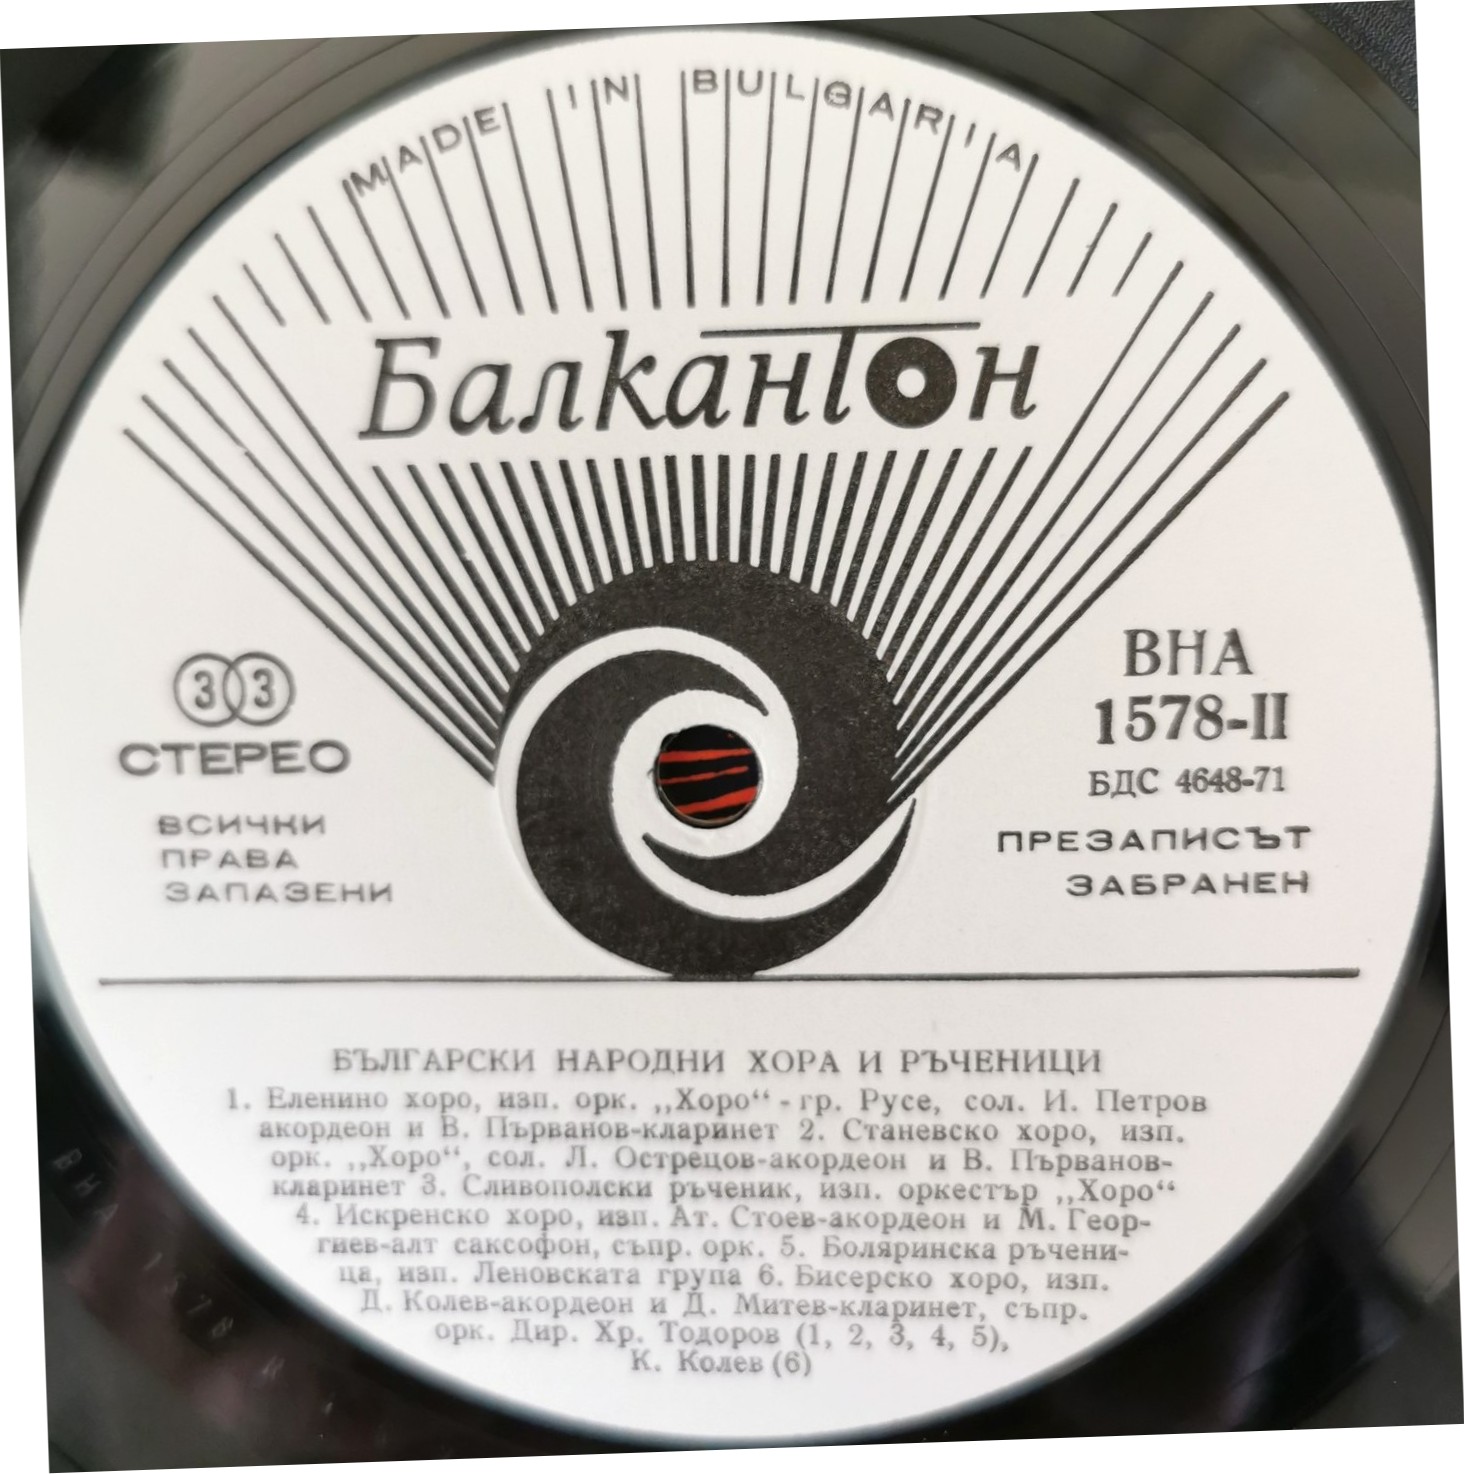 MADE IN BULGARIA
Балкантон
33
СТЕРЕО
ВСИЧКИ
ПРАВА
ЗАПАЗЕНИ
ВНА
1578-II
БДС 4648-71
ПРЕЗАПИСЪТ
ЗАБРАНЕН
БЪЛГАРСКИ НАРОДНИ ХОРА И РЪЧЕНИЦИ
1. Еленино хоро, изп. орк. „Хоро“ - гр. Русе, сол. И. Петров
акордеон и В. Първанов-кларинет 2. Станевско хоро, изп.
орк. „Хоро“, сол. Л. Острецов-акордеон и В. Първанов-
кларинет 3. Сливополски ръченик, изп. оркестър „Хоро“
4. Искренско хоро, изп. Ат. Стоев-акордеон и М. Геор-
гиев-алт саксофон, съпр. орк. 5. Боляринска ръчени-
ца, изп. Леновската група 6. Бисерско хоро, изп.
Д. Колев-акордеон и Д. Митев-кларинет, съпр.
орк. Дир. Хр. Тодоров (1, 2, 3, 4, 5),
К. Колев (6)
ВНА 1578